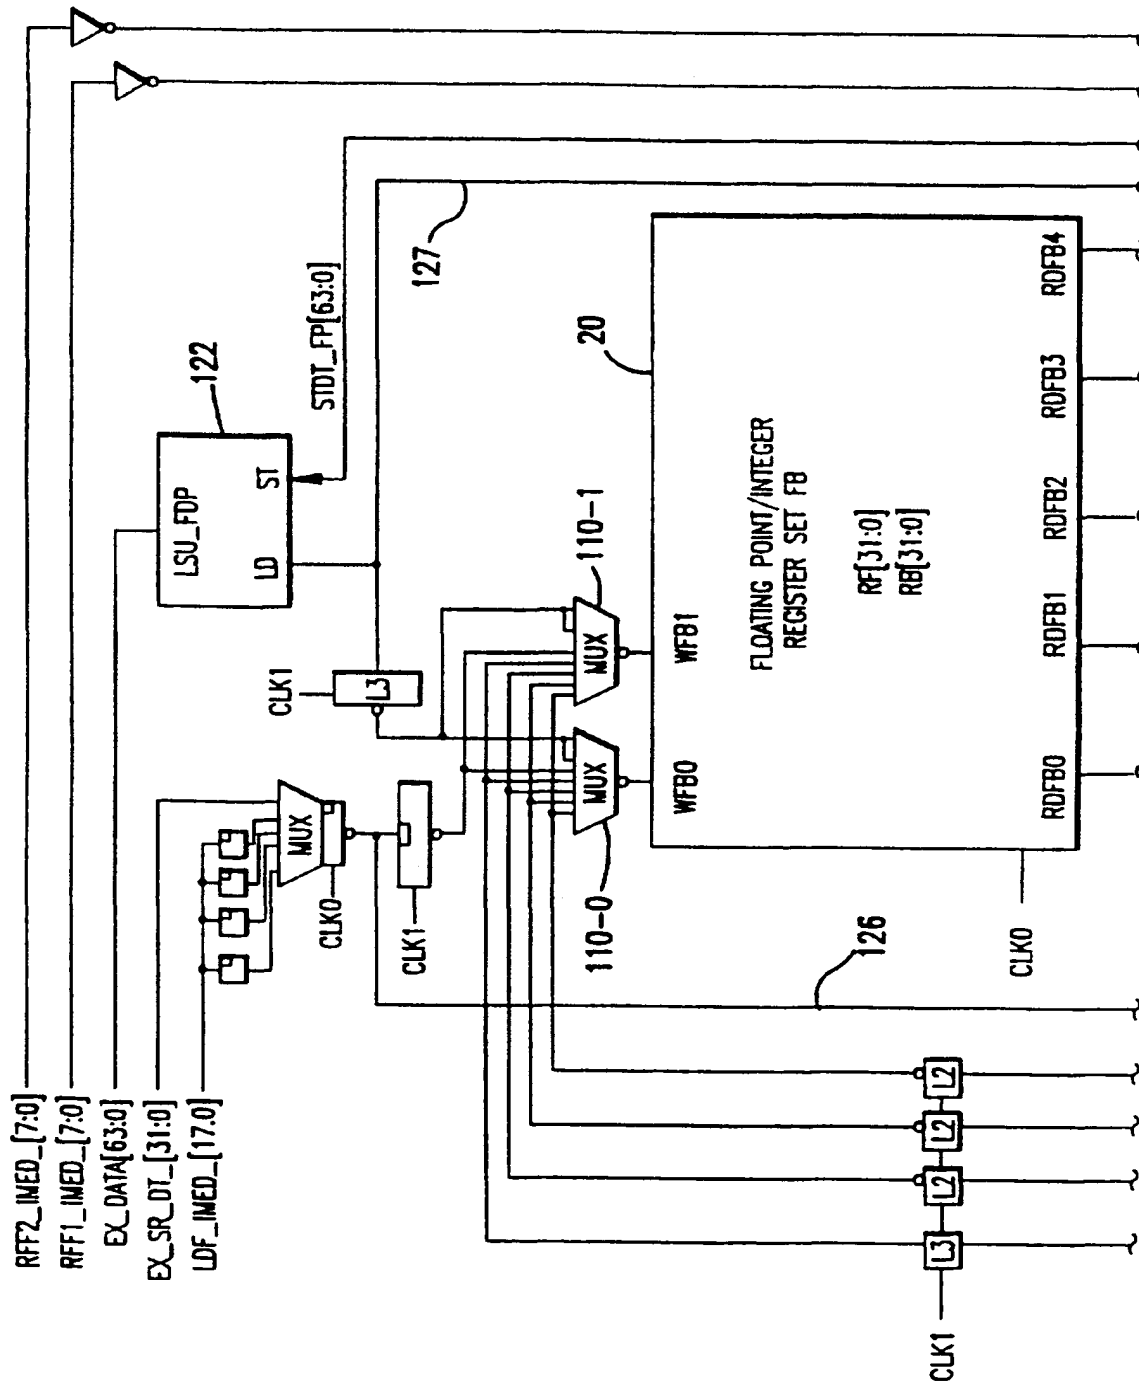 RFF2_IMED_[7:0]
RFF1_IMED_[7:0]
EX_DATA[63:0]
EX_SR_DT_[31:0]
LDF_IMED_[17.0]
LSU_FDP
LD
ST
122
STDT_FP[63:0]
127
CLK1
L3
MUX
CLK0
CLK1
MUX
110-0
MUX
110-1
20
WFB0
WFB1
FLOATING POINT/INTEGER
REGISTER SET FB
RF[31:0]
RB[31:0]
RDFB0
RDFB1
RDFB2
RDFB3
RDFB4
CLK0
126
L2
L2
L2
L3
CLK1